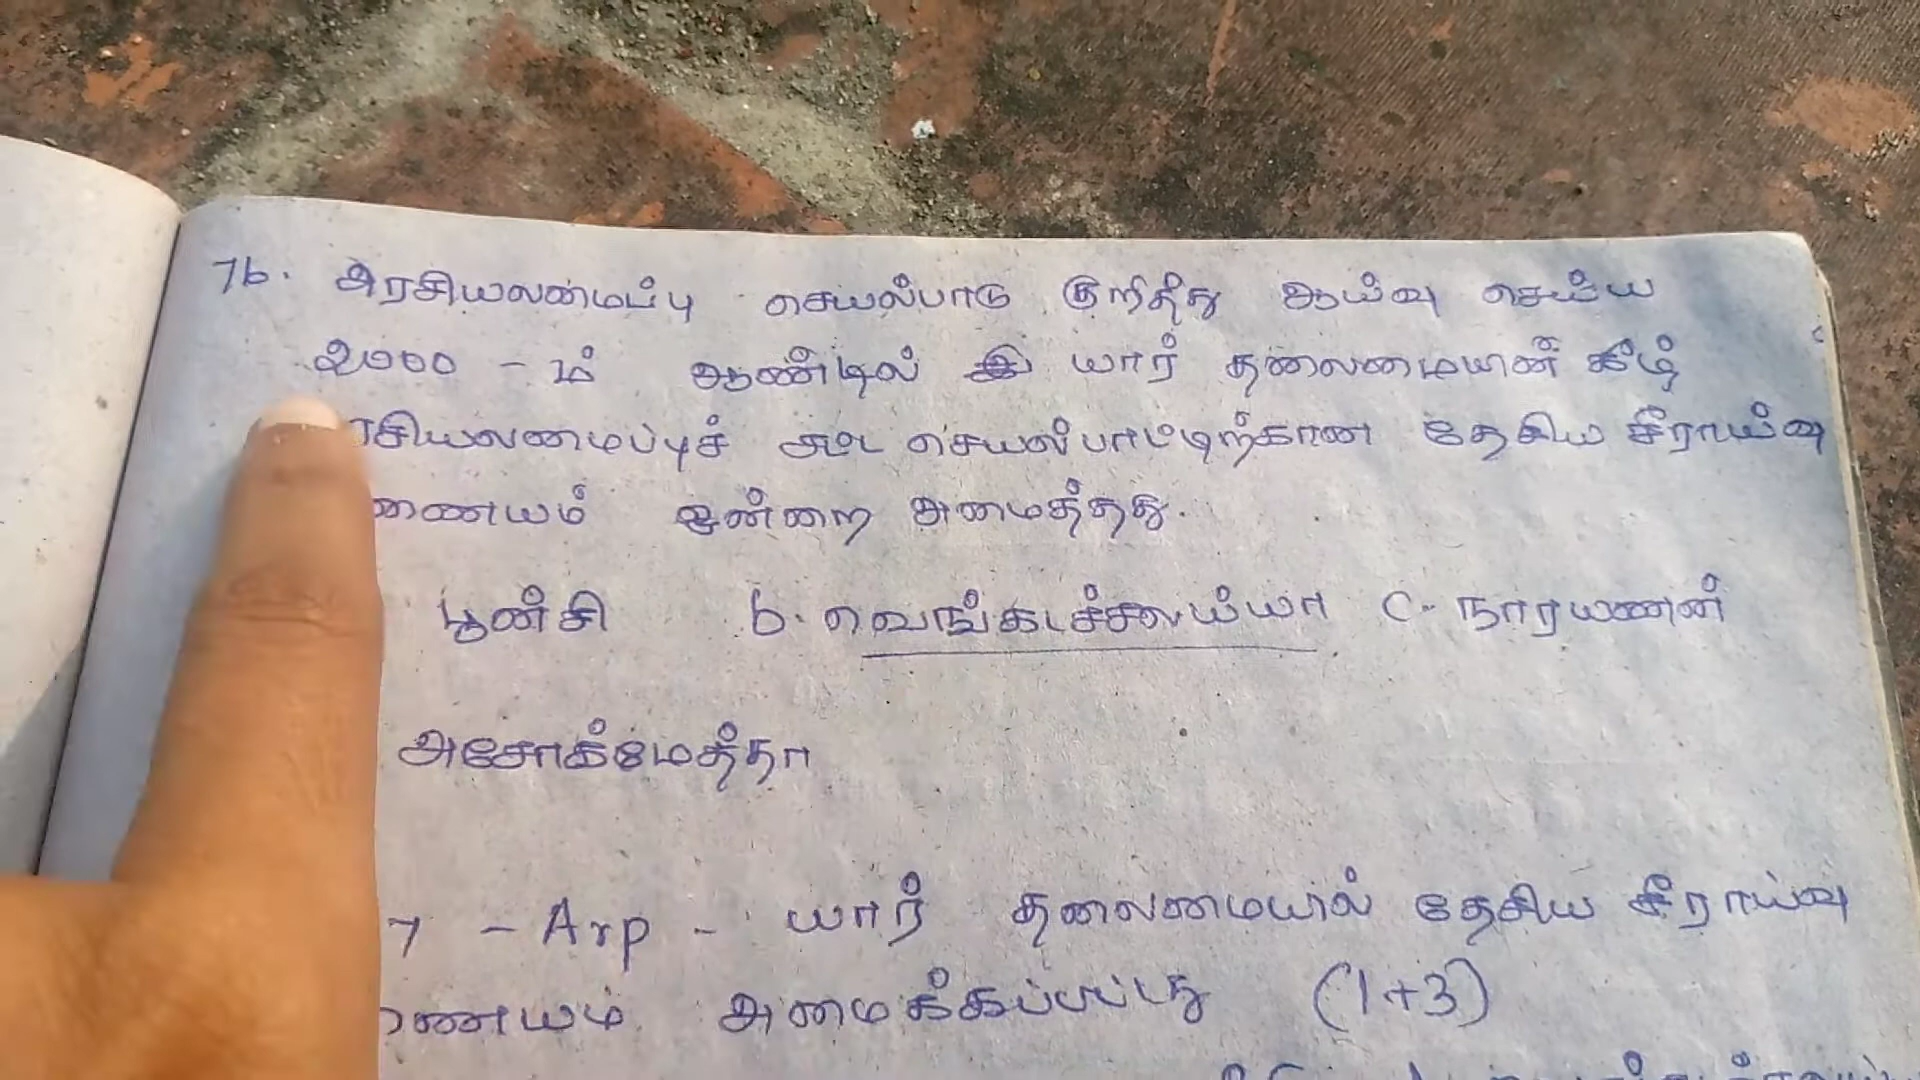 76. அரசியலமைப்பு செயல்பாடு குறித்து ஆய்வு செய்ய
2000 - ம் ஆண்டில் யார் தலைமையின் கீழ்
ரசியலமைப்புச் சட்ட செயல்பாட்டிற்கான தேசிய சீராய்வு
ணையம் ஒன்றை அமைத்தது.
பூன்சி b. வெங்கடச்சலய்யா c. நாராயணன்
அசோக்மேத்தா
7 - Arp - யார் தலைமையில் தேசிய சீராய்வு
ணையம் அமைக்கப்பட்டது (1+3)